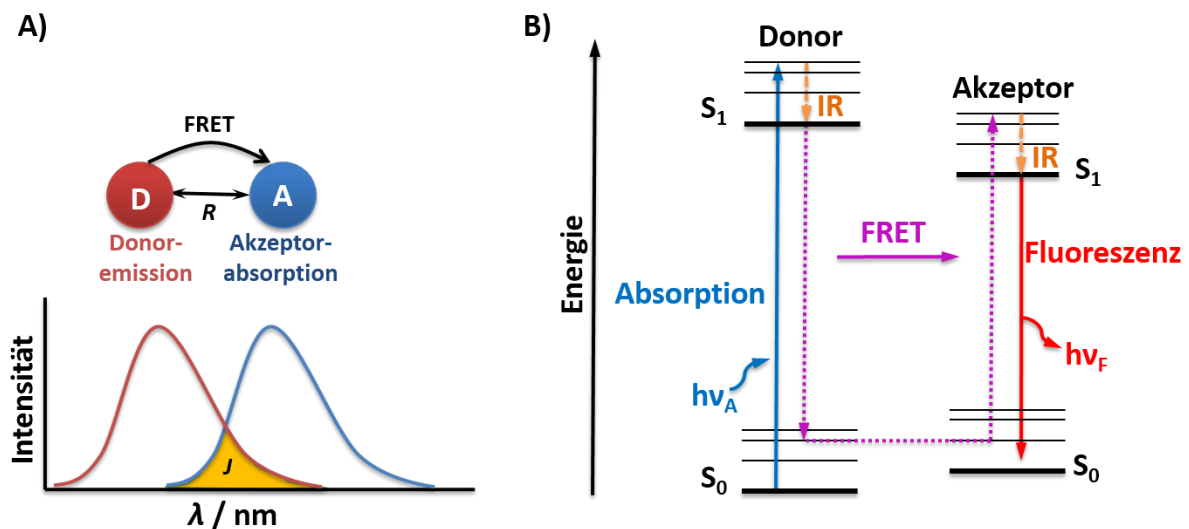 A)
FRET
D
A
R
Donor-
emission
Akzeptor-
absorption
Intensität
J
λ / nm
B)
Energie
Donor
S1
IR
Akzeptor
IR
S1
FRET
Absorption
Fluoreszenz
hνA
hνF
S0
S0